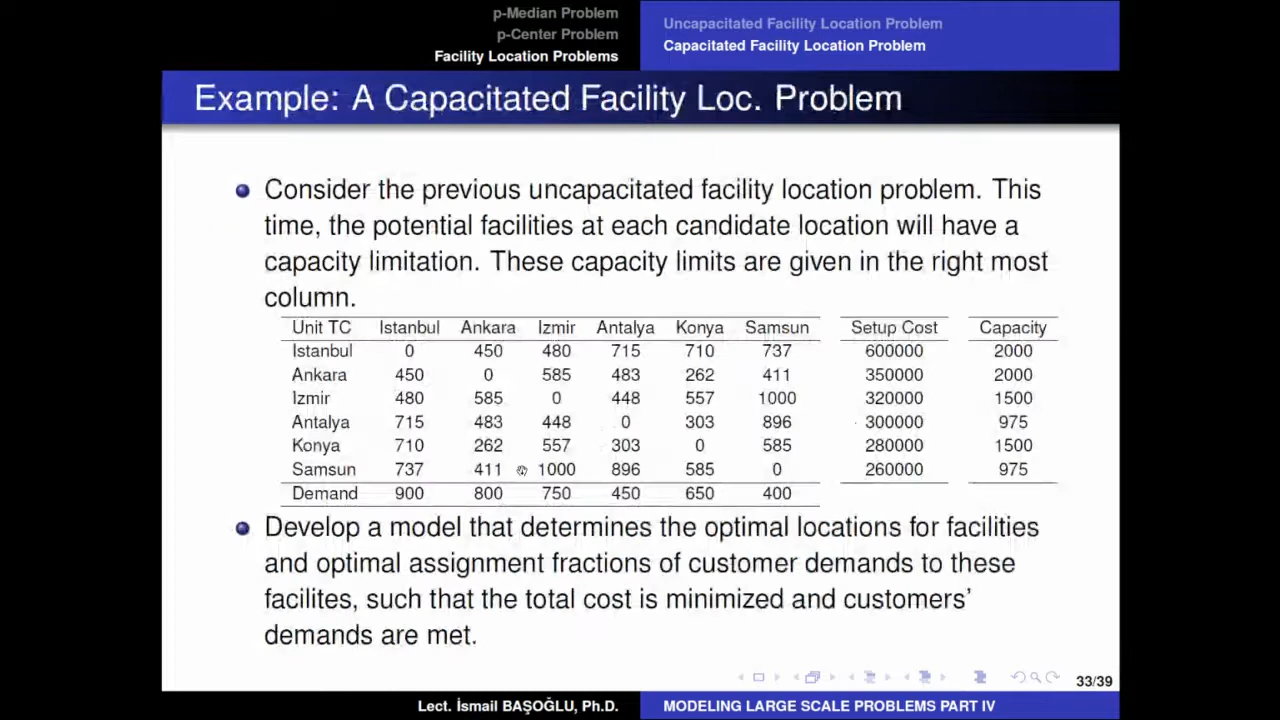 p-Median Problem
p-Center Problem
Facility Location Problems
Uncapacitated Facility Location Problem
Capacitated Facility Location Problem
Example: A Capacitated Facility Loc. Problem
Consider the previous uncapacitated facility location problem. This
time, the potential facilities at each candidate location will have a
capacity limitation. These capacity limits are given in the right most
column.
Unit TC Istanbul Ankara Izmir Antalya Konya Samsun Setup Cost Capacity
Istanbul 0 450 480 715 710 737 600000 2000
Ankara 450 0 585 483 262 411 350000 2000
Izmir 480 585 0 448 557 1000 320000 1500
Antalya 715 483 448 0 303 896 300000 975
Konya 710 262 557 303 0 585 280000 1500
Samsun 737 411 1000 896 585 0 260000 975
Demand 900 800 750 450 650 400
Develop a model that determines the optimal locations for facilities
and optimal assignment fractions of customer demands to these
facilites, such that the total cost is minimized and customers'
demands are met.
33/39
Lect. İsmail BAŞOĞLU, Ph.D.
MODELING LARGE SCALE PROBLEMS PART IV